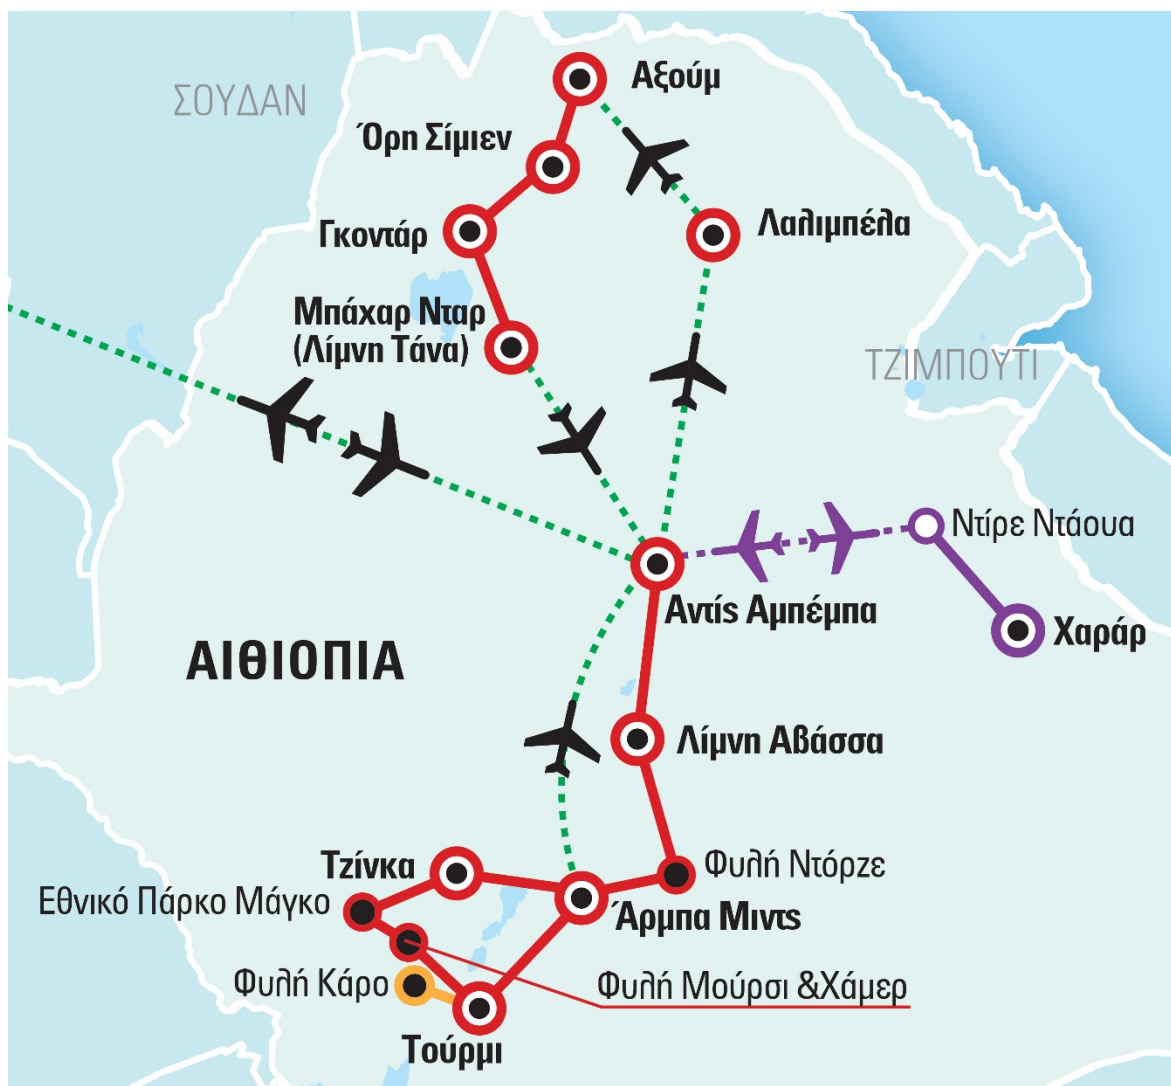 Αξούμ
ΣΟΥΔΑΝ
Όρη Σίμιεν
Γκοντάρ
Λαλιμπέλα
Μπάχαρ Νταρ
(Λίμνη Τάνα)
ΤΖΙΜΠΟΥΤΙ
Ντίρε Ντάουα
Αντίς Αμπέμπα
Χαράρ
ΑΙΘΙΟΠΙΑ
Λίμνη Αβάσσα
Τζίνκα
Φυλή Ντόρζε
Εθνικό Πάρκο Μάγκο
Άρμπα Μιντς
Φυλή Κάρο
Φυλή Μούρσι &Χάμερ
Τούρμι